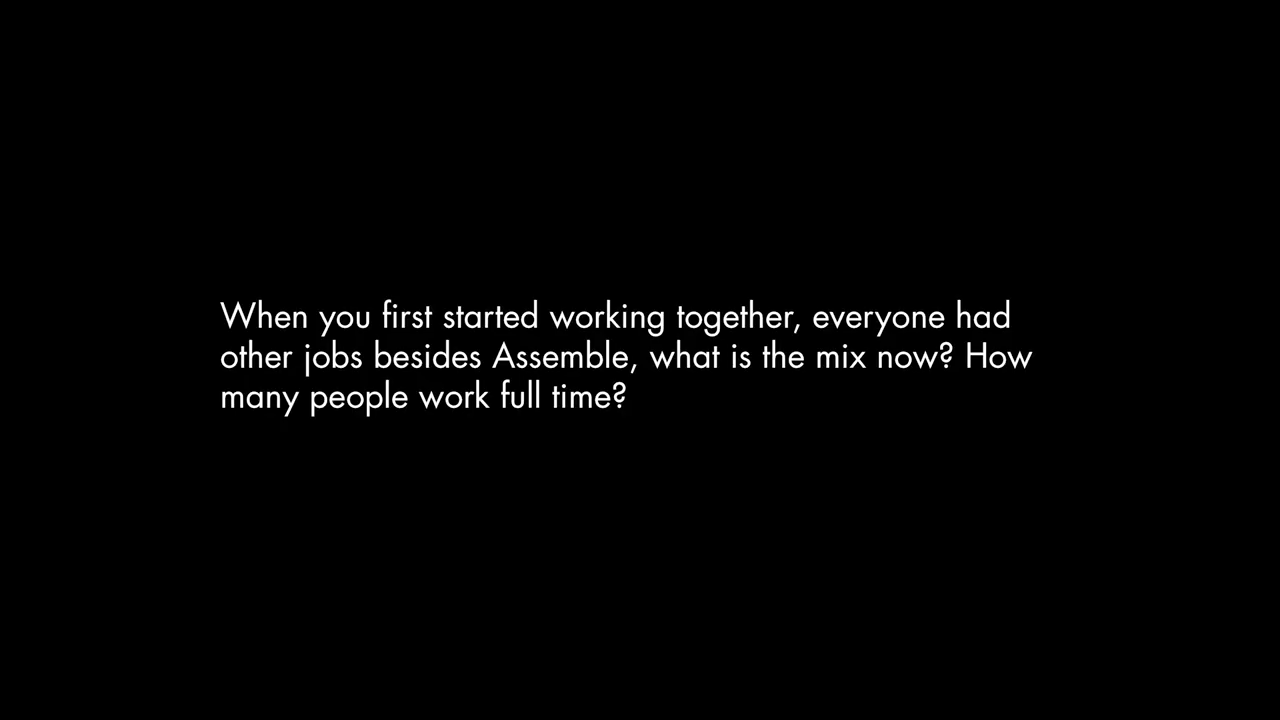 When you first started working together, everyone had
other jobs besides Assemble, what is the mix now? How
many people work full time?